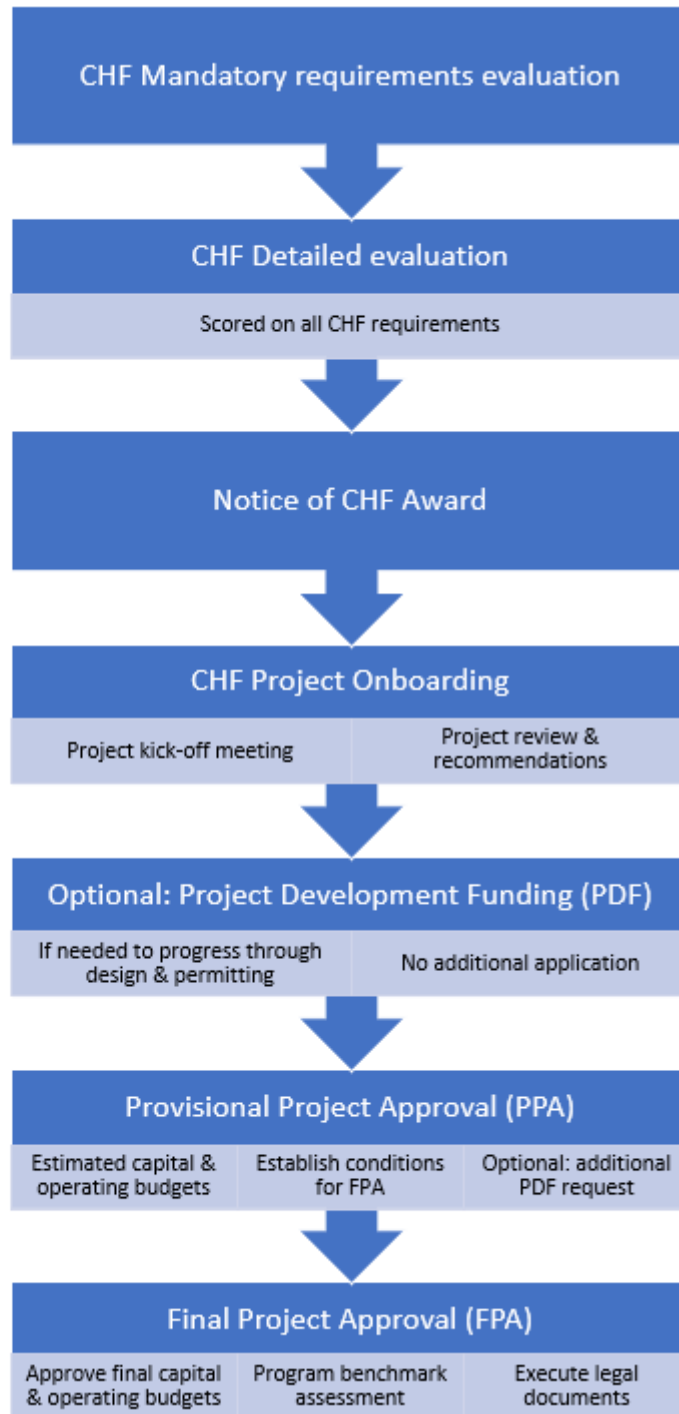 CHF Mandatory requirements evaluation
CHF Detailed evaluation
Scored on all CHF requirements
Notice of CHF Award
CHF Project Onboarding
Project kick-off meeting
Project review &
recommendations
Optional: Project Development Funding (PDF)
If needed to progress through
design & permitting
No additional application
Provisional Project Approval (PPA)
Estimated capital &
operating budgets
Establish conditions
for FPA
Optional: additional
PDF request
Final Project Approval (FPA)
Approve final capital
& operating budgets
Program benchmark
assessment
Execute legal
documents